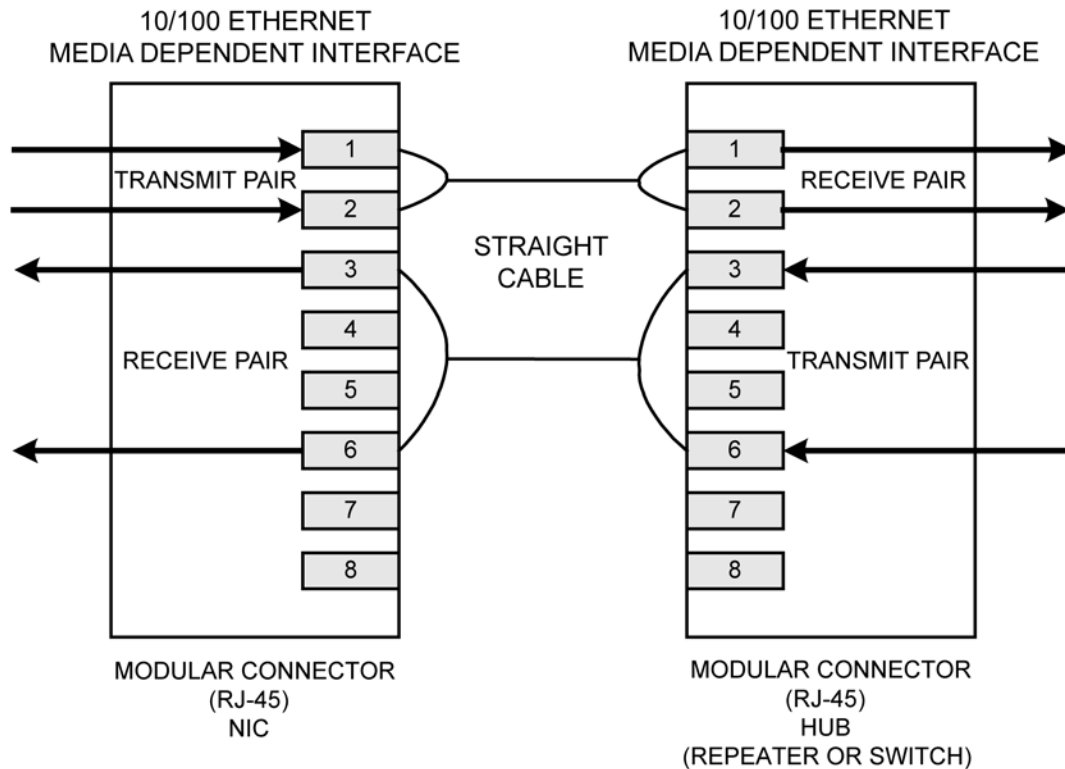 10/100 ETHERNET
MEDIA DEPENDENT INTERFACE
10/100 ETHERNET
MEDIA DEPENDENT INTERFACE
1
TRANSMIT PAIR
2
3
4
RECEIVE PAIR
5
6
7
8
STRAIGHT
CABLE
1
RECEIVE PAIR
2
3
4
TRANSMIT PAIR
5
6
7
8
MODULAR CONNECTOR
(RJ-45)
NIC
MODULAR CONNECTOR
(RJ-45)
HUB
(REPEATER OR SWITCH)